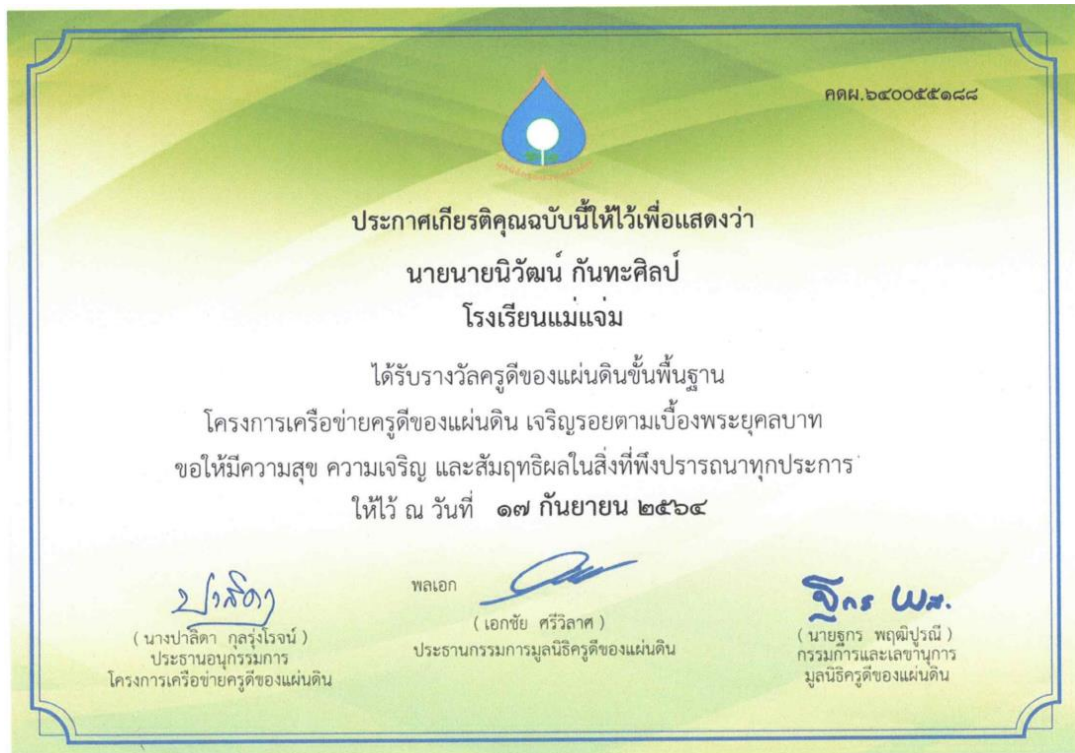 คดผ.๖๔๐๐๕๕๑๘๘
ประกาศเกียรติคุณฉบับนี้ให้ไว้เพื่อแสดงว่า
นายนายนิวัฒน์ กันทะศิลป์
โรงเรียนแม่แจ่ม
ได้รับรางวัลครูดีของแผ่นดินขั้นพื้นฐาน
โครงการเครือข่ายครูดีของแผ่นดิน เจริญรอยตามเบื้องพระยุคลบาท
ขอให้มีความสุข ความเจริญ และสัมฤทธิผลในสิ่งที่พึงปรารถนาทุกประการ
ให้ไว้ ณ วันที่ ๑๗ กันยายน ๒๕๖๔
ปาลิดา
( นางปาลิดา กุลรุ่งโรจน์ )
ประธานอนุกรรมการ
โครงการเครือข่ายครูดีของแผ่นดิน
พลเอก
( เอกชัย ศรีวิลาศ )
ประธานกรรมการมูลนิธิครูดีของแผ่นดิน
ฐกร พส.
( นายฐกร พฤฒิปูรณี )
กรรมการและเลขานุการ
มูลนิธิครูดีของแผ่นดิน